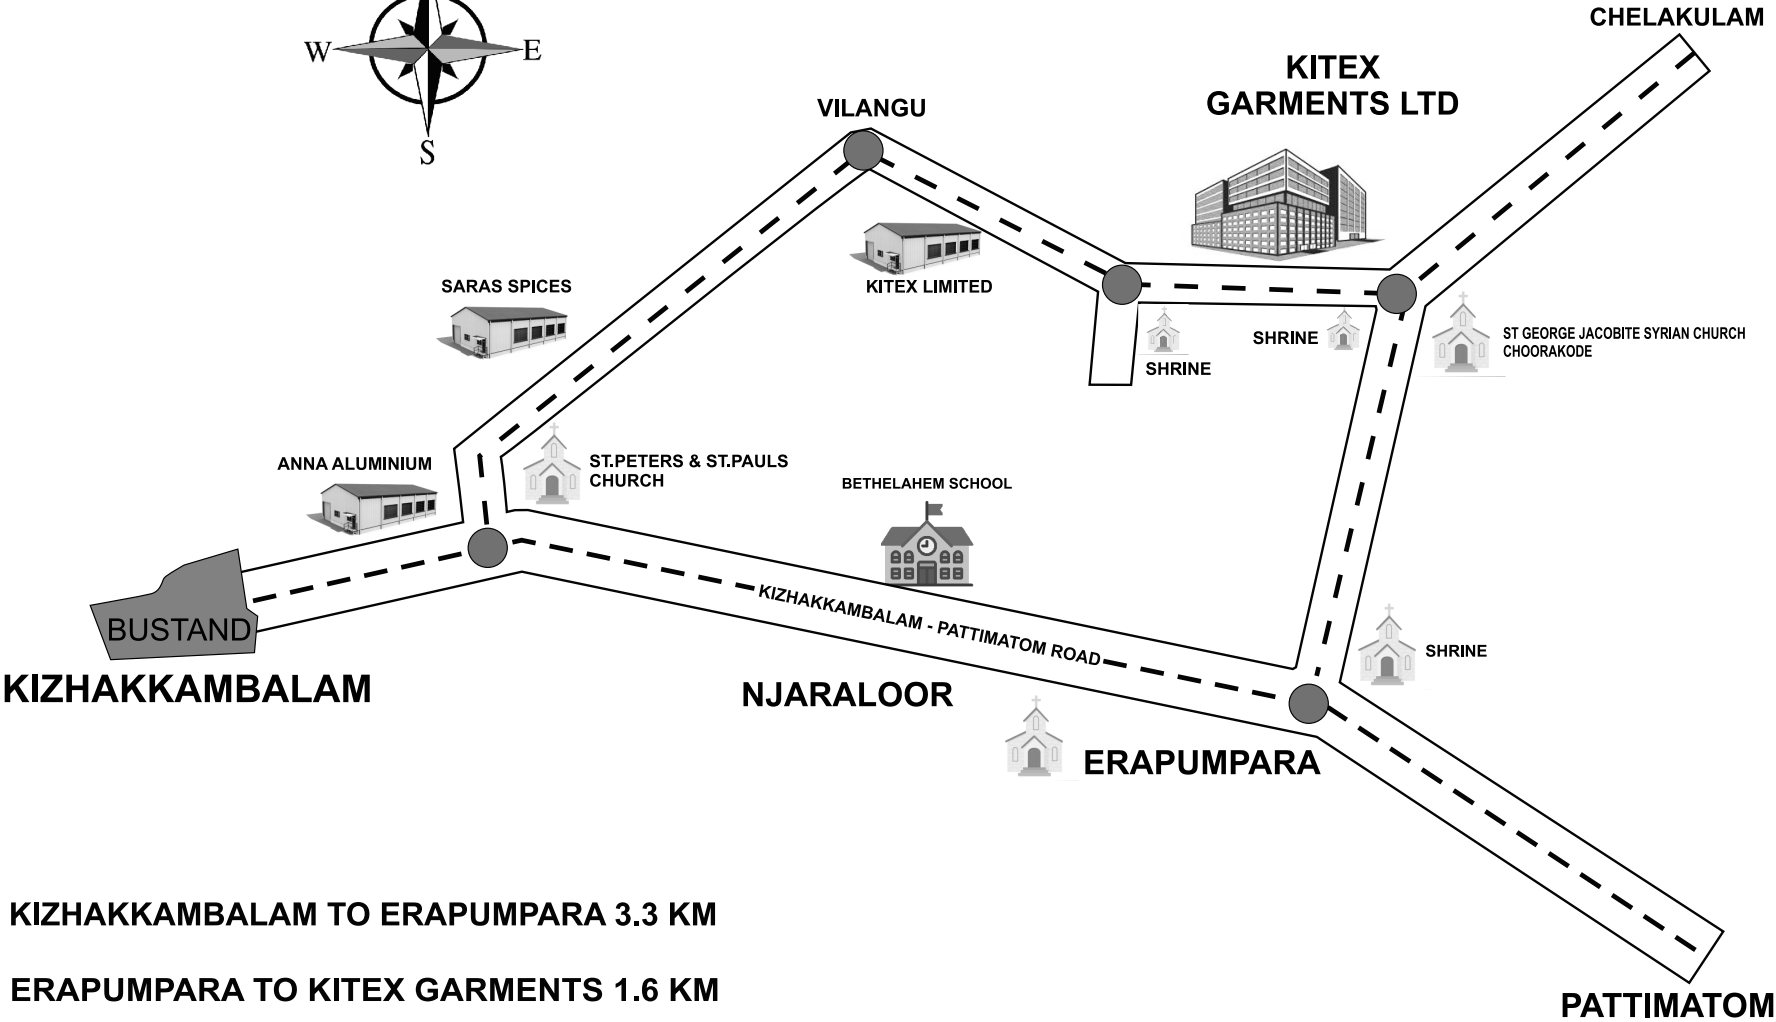 CHELAKULAM
W
E
S
KITEX
GARMENTS LTD
VILANGU
SARAS SPICES
KITEX LIMITED
SHRINE
SHRINE
ST GEORGE JACOBITE SYRIAN CHURCH
CHOORAKODE
ANNA ALUMINIUM
ST.PETERS & ST.PAULS
CHURCH
BETHELAHEM SCHOOL
KIZHAKKAMBALAM - PATTIMATOM ROAD
BUSTAND
KIZHAKKAMBALAM
NJARALOOR
SHRINE
ERAPUMPARA
KIZHAKKAMBALAM TO ERAPUMPARA 3.3 KM
ERAPUMPARA TO KITEX GARMENTS 1.6 KM
PATTIMATOM